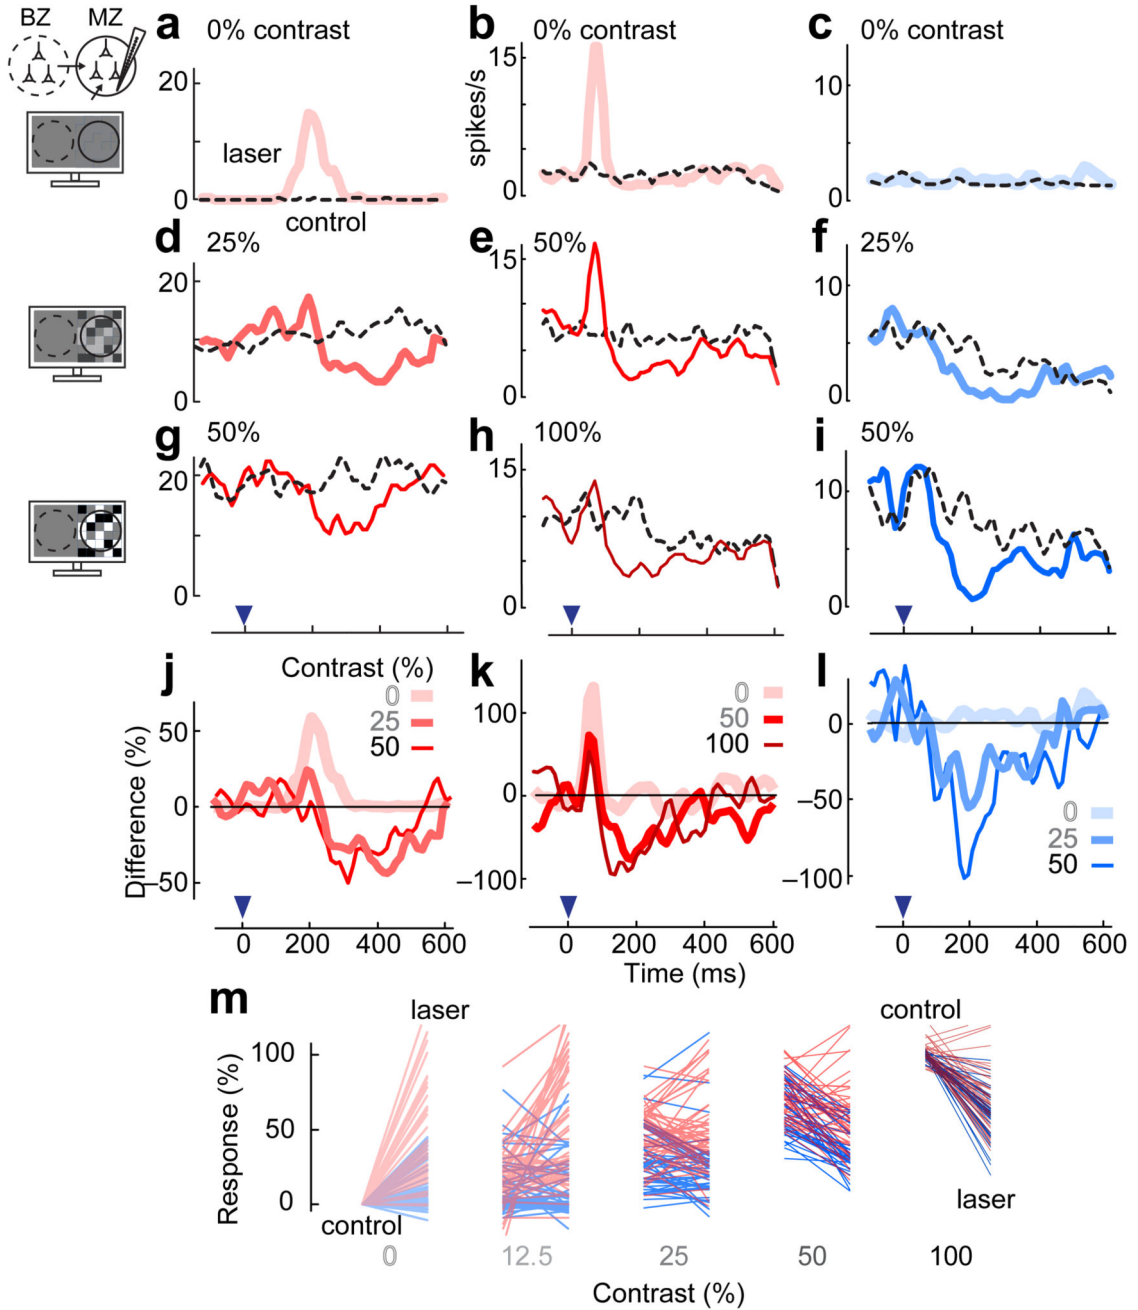 BZ MZ
a 0% contrast
b 0% contrast
c 0% contrast
20
10
0
laser
control
spikes/s
15
0
10
0
d 25%
e 50%
f 25%
20
0
15
0
10
0
g 50%
h 100%
i 50%
20
0
15
0
10
0
j
Contrast (%)
0
25
50
k
0
50
100
l
0
25
50
Difference (%)
50
0
–50
100
0
–100
0
–50
–100
0 200 400 600
0 200 400 600
0 200 400 600
Time (ms)
m
laser
control
Response (%)
100
50
0
control
laser
0 12.5 25 50 100
Contrast (%)